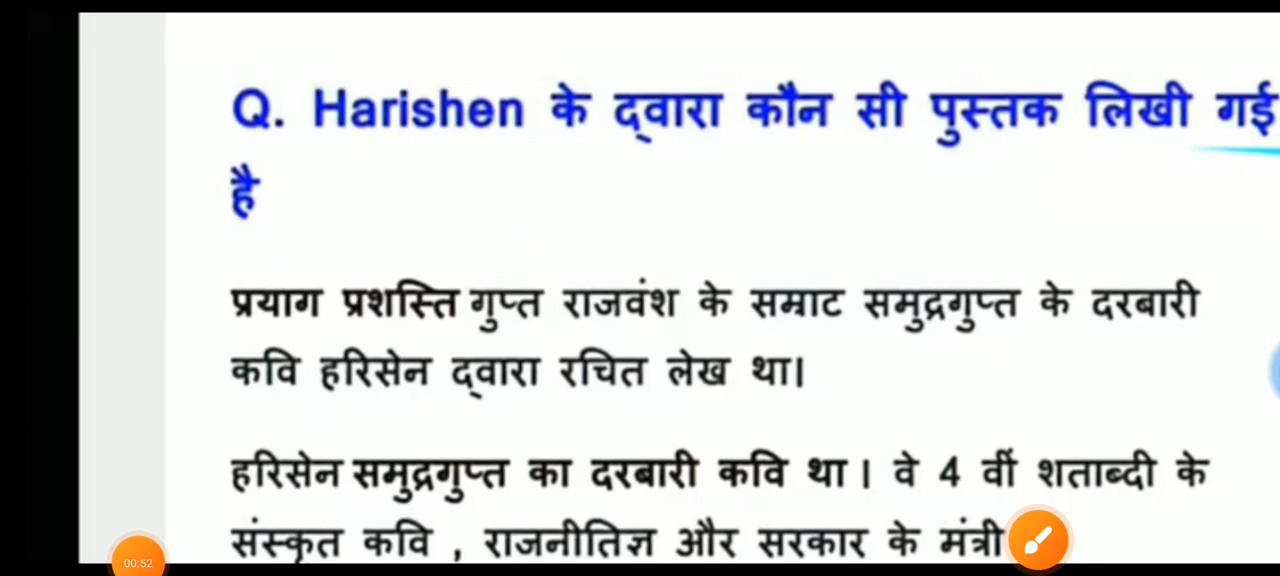 Q. Harishen के द्वारा कौन सी पुस्तक लिखी गई
है
प्रयाग प्रशस्ति गुप्त राजवंश के सम्राट समुद्रगुप्त के दरबारी
कवि हरिसेन द्वारा रचित लेख था।
हरिसेन समुद्रगुप्त का दरबारी कवि था । वे 4 वीं शताब्दी के
संस्कृत कवि , राजनीतिज्ञ और सरकार के मंत्री
00:52